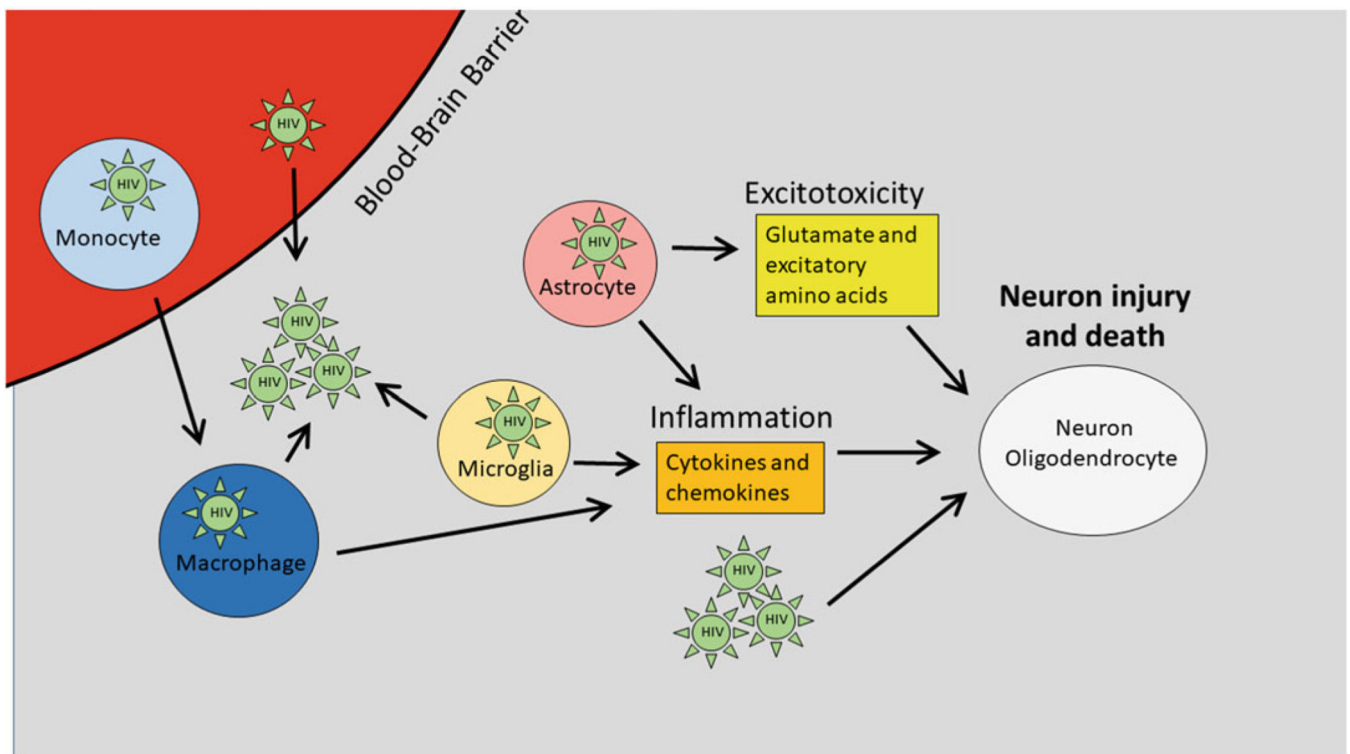 Blood-Brain Barrier
HIV
HIV
Monocyte
HIV
HIV
HIV
HIV
Macrophage
HIV
Microglia
HIV
Astrocyte
Excitotoxicity
Glutamate and
excitatory
amino acids
Inflammation
Cytokines and
chemokines
HIV
HIV
HIV
Neuron injury
and death
Neuron
Oligodendrocyte